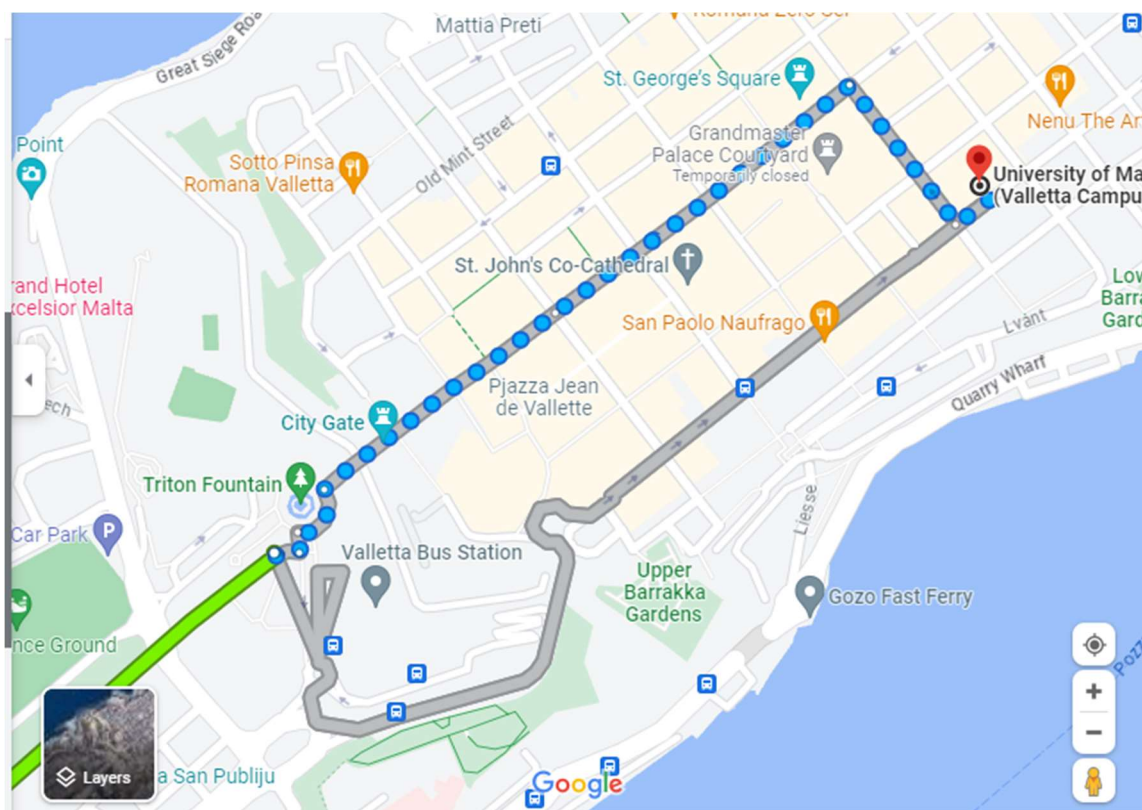 Mattia Preti
Great Siege Roa
St. George's Square
Point
Nenu The Ar
Grandmaster
Palace Courtyard
Temporarily closed
Old Mint Street
Sotto Pinsa
Romana Valletta
University of Ma
(Valletta Campu
St. John's Co-Cathedral
rand Hotel
xcelsior Malta
Low
Barra
Gard
San Paolo Naufrago
Lvant
Quarry Wharf
Pjazza Jean
de Vallette
City Gate
Triton Fountain
Car Park
P
Valletta Bus Station
Liesse
Upper
Barrakka
Gardens
Gozo Fast Ferry
nce Ground
Pozz
Layers
a San Publiju
Google